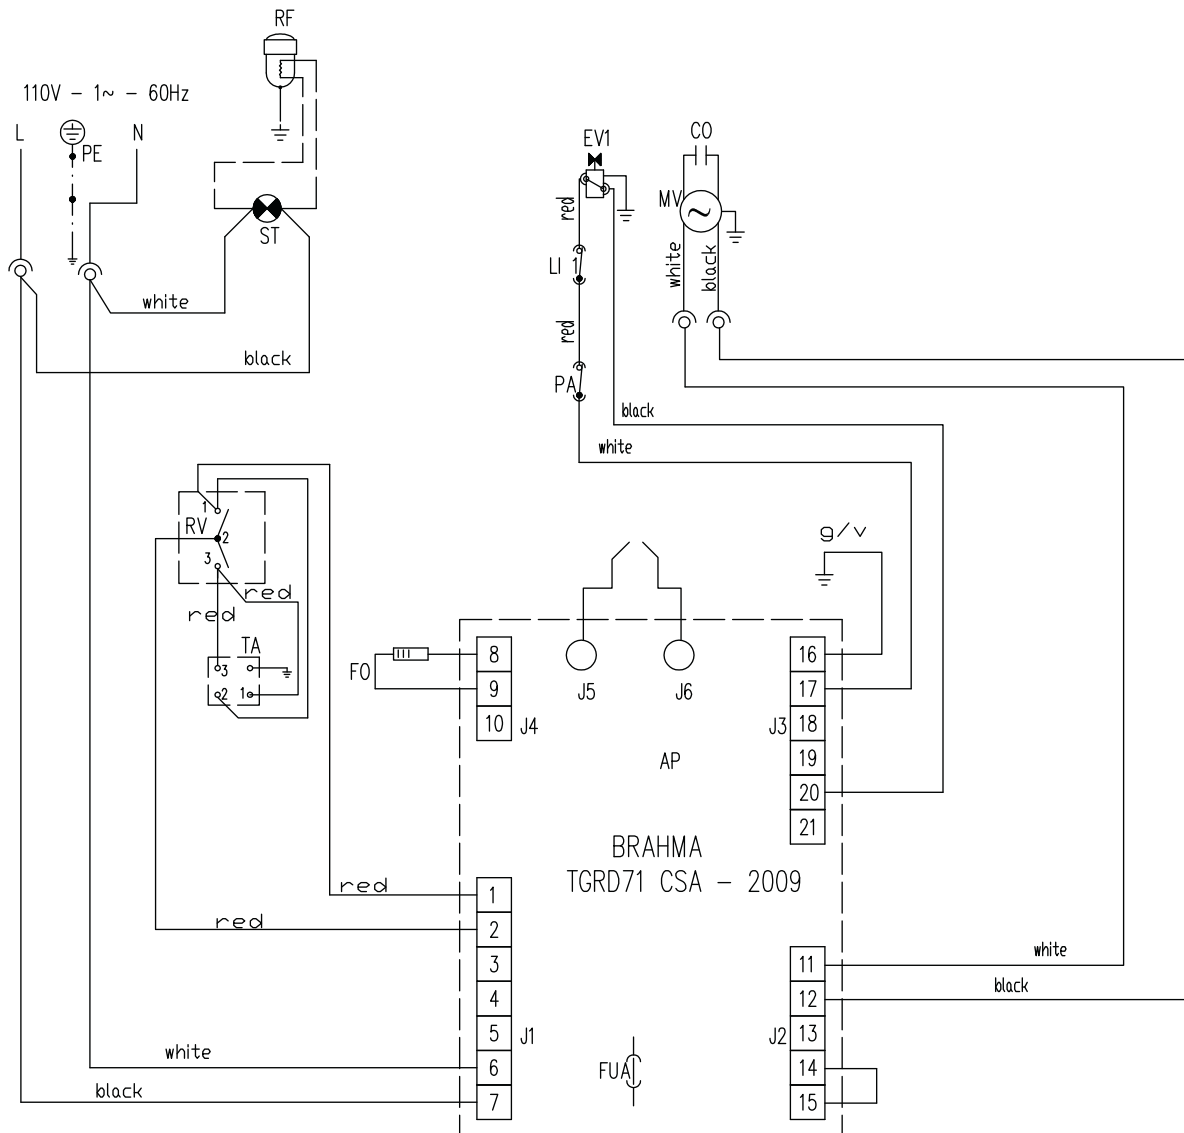 RF
110V - 1~ - 60Hz
L
PE
N
ST
white
black
EV1
CO
MV
red
white
black
LI 1
red
PA
black
white
1
RV
2
3
red
red
TA
3
2
1
g/v
FO
8
9
10
J4
J5
J6
16
17
18
19
20
21
J3
AP
BRAHMA
TGRD71 CSA - 2009
red
red
1
2
3
4
5
6
7
J1
white
black
FUA
11
12
13
14
15
J2
white
black